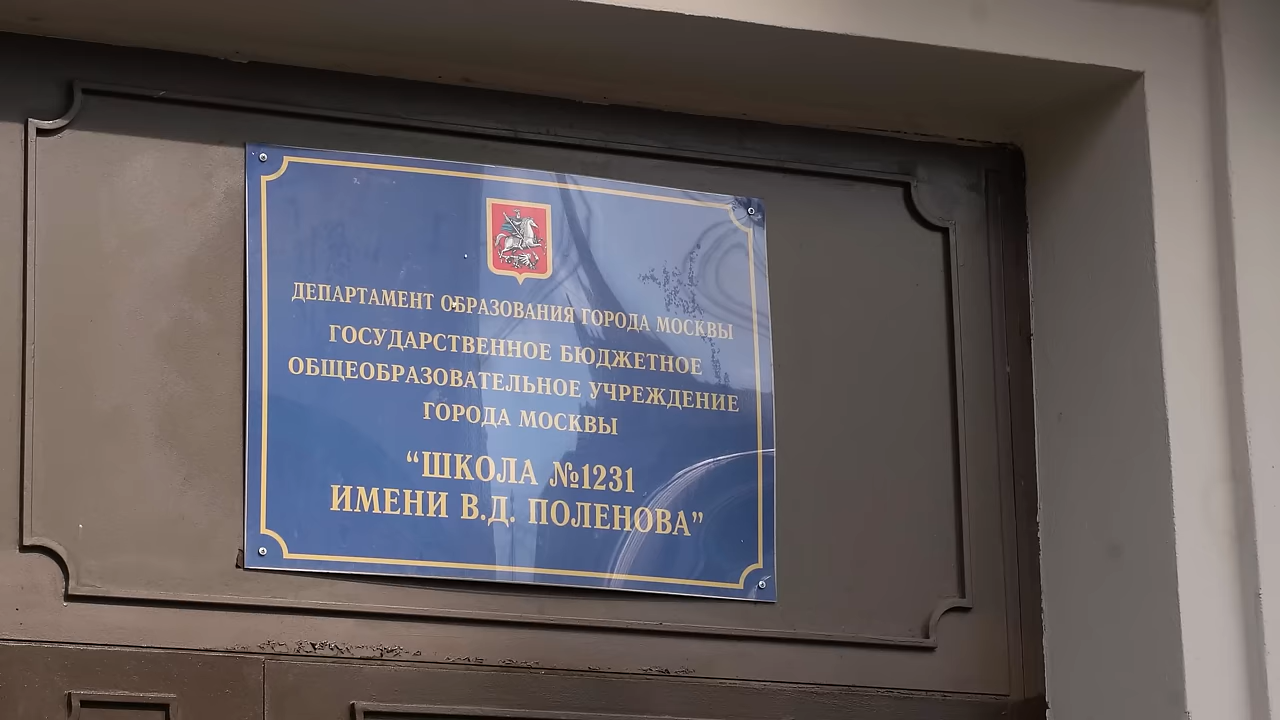 ДЕПАРТАМЕНТ ОБРАЗОВАНИЯ ГОРОДА МОСКВЫ
ГОСУДАРСТВЕННОЕ БЮДЖЕТНОЕ
ОБЩЕОБРАЗОВАТЕЛЬНОЕ УЧРЕЖДЕНИЕ
ГОРОДА МОСКВЫ
“ШКОЛА №1231
ИМЕНИ В.Д. ПОЛЕНОВА”